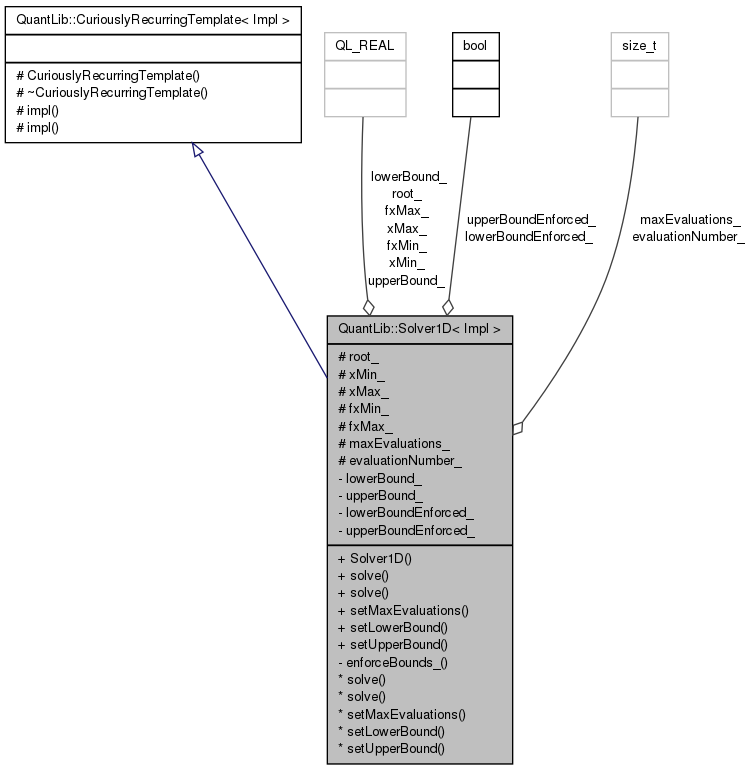 QuantLib::CuriouslyRecurringTemplate< Impl >
# CuriouslyRecurringTemplate()
# ~CuriouslyRecurringTemplate()
# impl()
# impl()
QL_REAL
bool
size_t
lowerBound_
root_
fxMax_
xMax_
fxMin_
xMin_
upperBound_
upperBoundEnforced_
lowerBoundEnforced_
maxEvaluations_
evaluationNumber_
QuantLib::Solver1D< Impl >
# root_
# xMin_
# xMax_
# fxMin_
# fxMax_
# maxEvaluations_
# evaluationNumber_
- lowerBound_
- upperBound_
- lowerBoundEnforced_
- upperBoundEnforced_
+ Solver1D()
+ solve()
+ solve()
+ setMaxEvaluations()
+ setLowerBound()
+ setUpperBound()
- enforceBounds_()
* solve()
* solve()
* setMaxEvaluations()
* setLowerBound()
* setUpperBound()